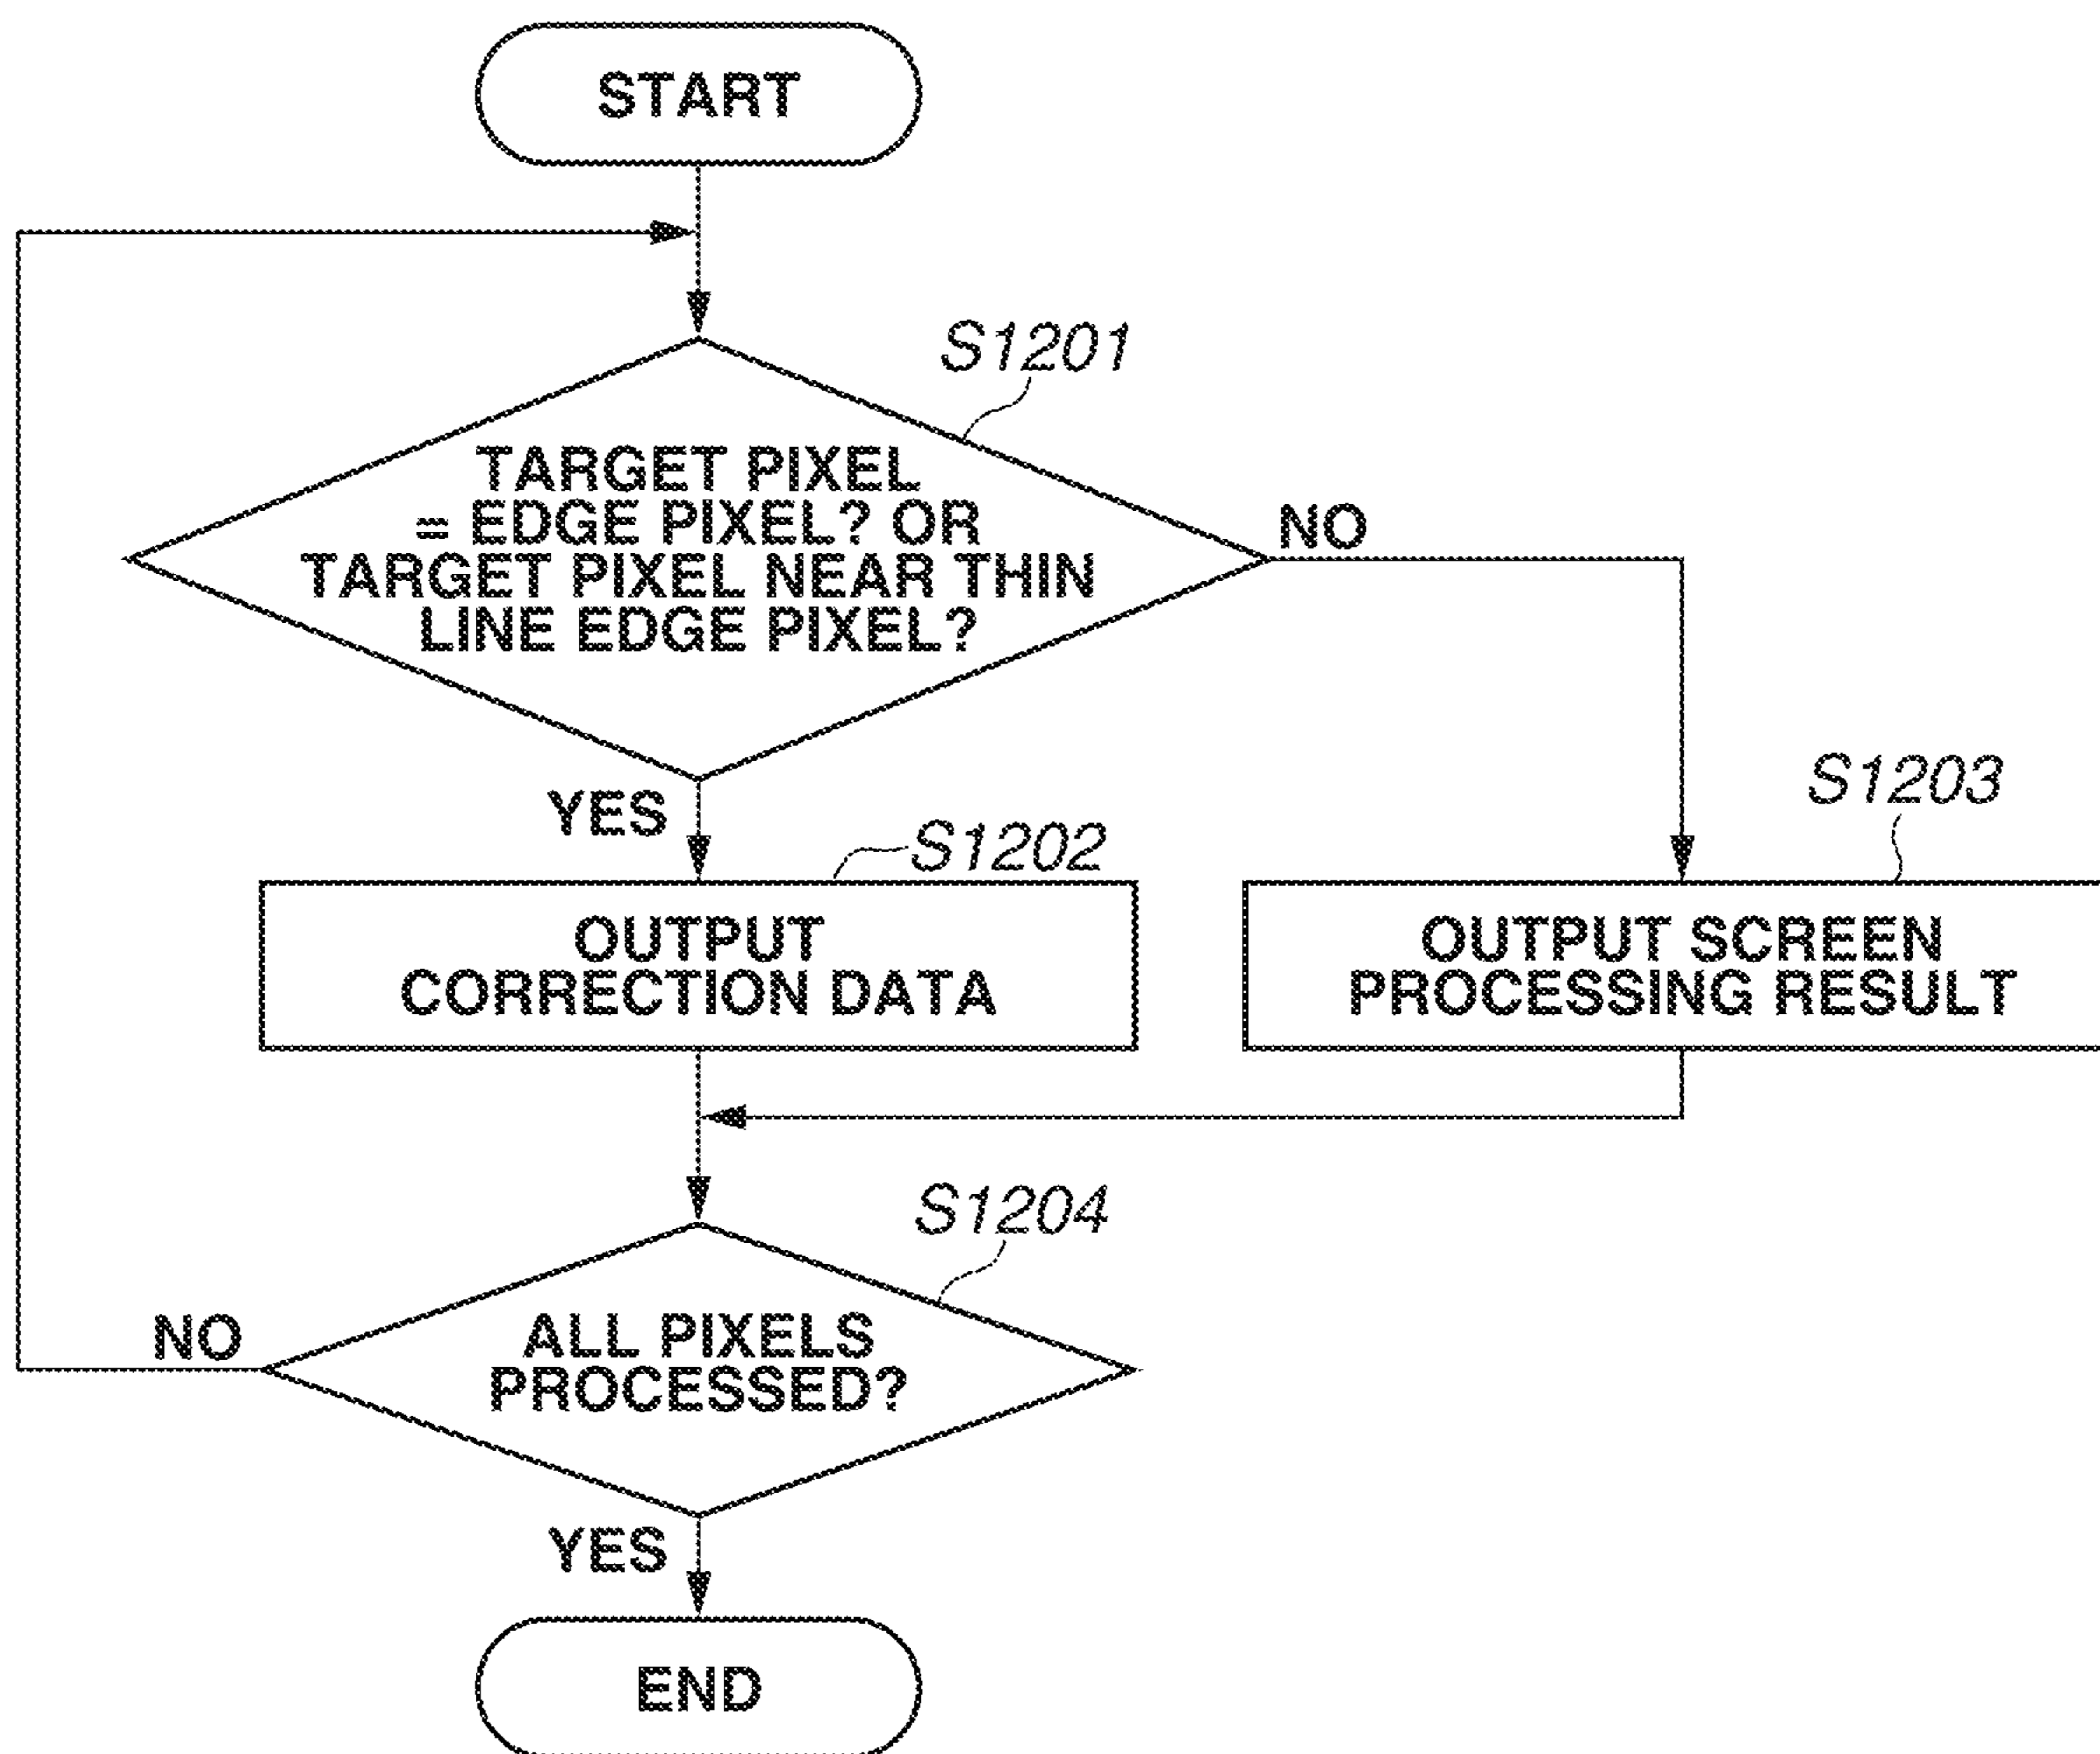 START
S1201
TARGET PIXEL
= EDGE PIXEL? OR
TARGET PIXEL NEAR THIN
LINE EDGE PIXEL?
NO
YES
S1202
S1203
OUTPUT
CORRECTION DATA
OUTPUT SCREEN
PROCESSING RESULT
S1204
NO
ALL PIXELS
PROCESSED?
YES
END